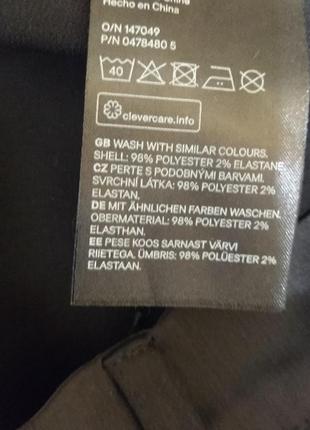 Hecho en China
O/N 147049
P/N 0478480 5
40
clevercare.info
GB WASH WITH SIMILAR COLOURS.
SHELL: 98% POLYESTER 2% ELASTANE.
CZ PERTE S PODOBNÝMI BARVAMI.
SVRCHNÍ LÁTKA: 98% POLYESTER 2%
ELASTAN.
DE MIT ÄHNLICHEN FARBEN WASCHEN.
OBERMATERIAL: 98% POLYESTER 2%
ELASTHAN.
EE PESE KOOS SARNAST VÄRVI
RIIETEGA. ÜMBRIS: 98% POLÜESTER 2%
ELASTAAN.